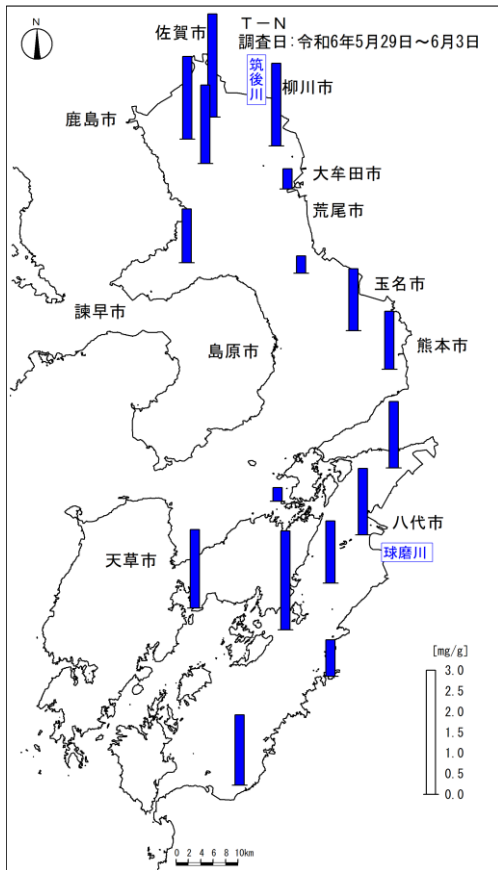 T－N
調査日：令和6年5月29日～6月3日
N
佐賀市
筑後川
柳川市
鹿島市
大牟田市
荒尾市
玉名市
諫早市
島原市
熊本市
八代市
球磨川
天草市
[mg/g]
3.0
2.5
2.0
1.5
1.0
0.5
0.0
0 2 4 6 8 10km